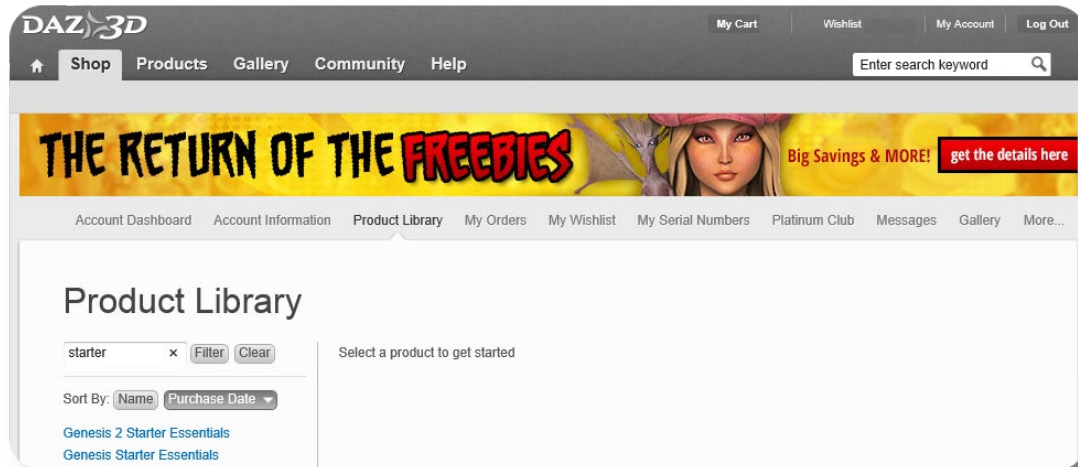 DAZ 3D
My Cart Wishlist My Account Log Out
Shop Products Gallery Community Help
Enter search keyword
THE RETURN OF THE FREEBIES Big Savings & MORE! get the details here
Account Dashboard Account Information Product Library My Orders My Wishlist My Serial Numbers Platinum Club Messages Gallery More...
Product Library
starter × Filter Clear Select a product to get started
Sort By: Name Purchase Date
Genesis 2 Starter Essentials
Genesis Starter Essentials